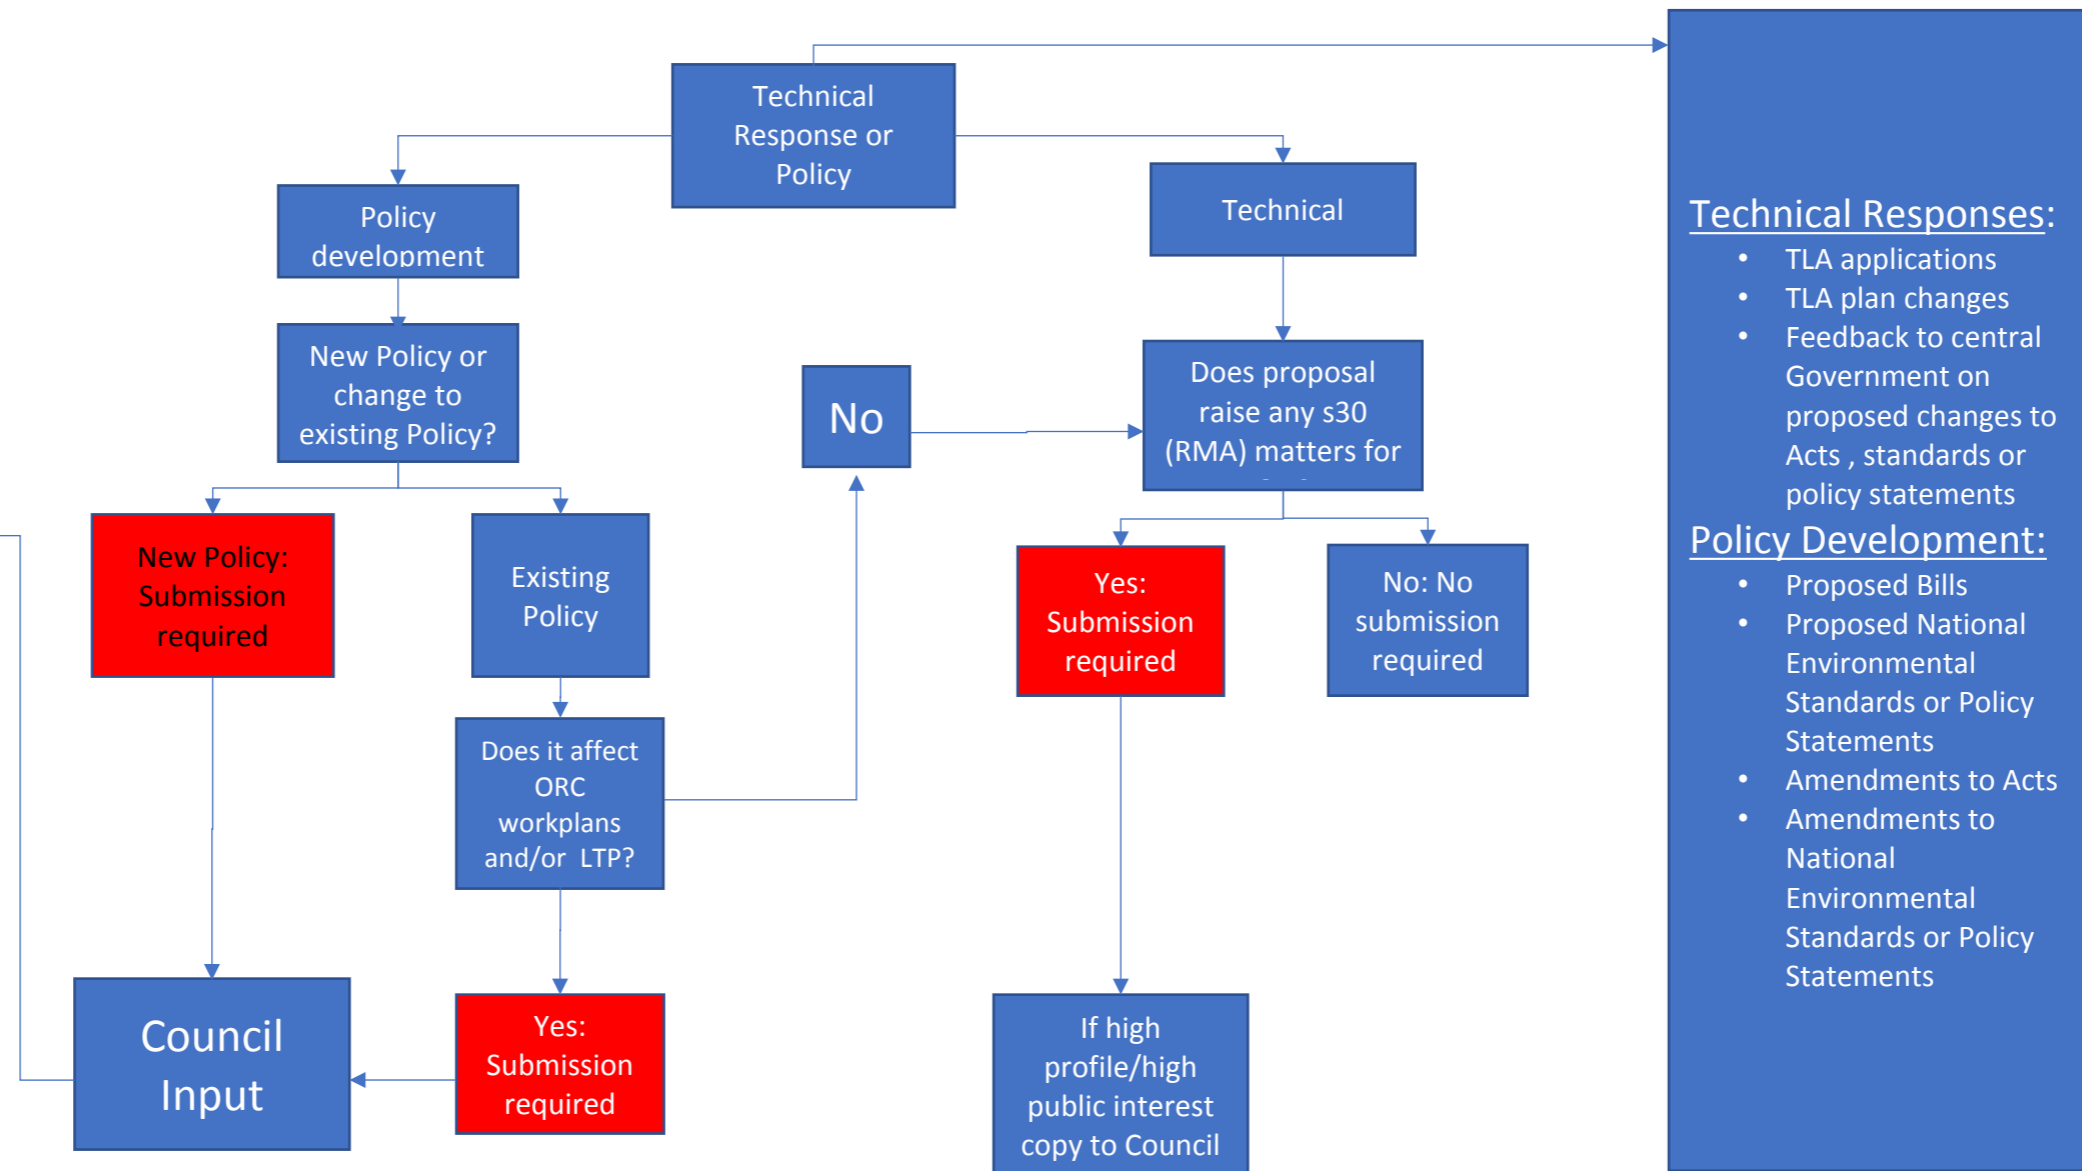 Technical
Response or
Policy
Policy
development
Technical
New Policy or
change to
existing Policy?
No
Does proposal
raise any s30
(RMA) matters for
New Policy:
Submission
required
Existing
Policy
Yes:
Submission
required
No: No
submission
required
Does it affect
ORC
workplans
and/or LTP?
Council
Input
Yes:
Submission
required
If high
profile/high
public interest
copy to Council
Technical Responses:
• TLA applications
• TLA plan changes
• Feedback to central
Government on
proposed changes to
Acts , standards or
policy statements
Policy Development:
• Proposed Bills
• Proposed National
Environmental
Standards or Policy
Statements
• Amendments to Acts
• Amendments to
National
Environmental
Standards or Policy
Statements